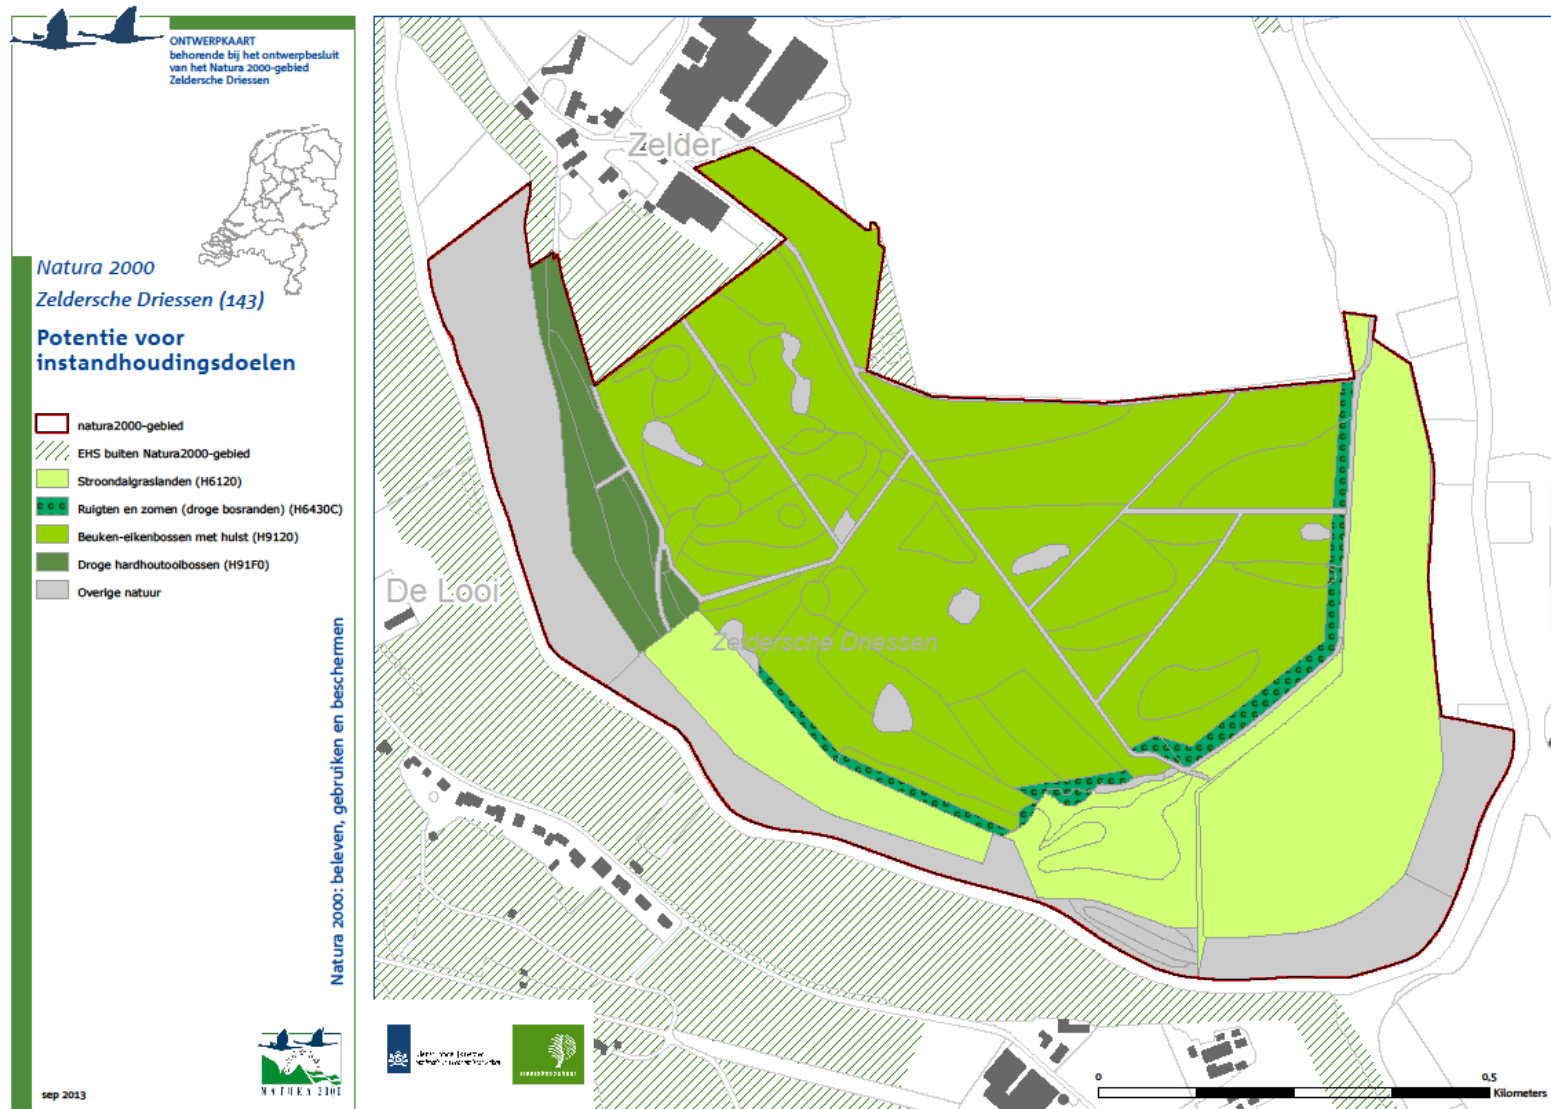 ONTWERPKAART
behorende bij het ontwerpbesluit
van het Natura 2000-gebied
Zeldersche Driessen
Natura 2000
Zeldersche Driessen (143)
Potentie voor
instandhoudingsdoelen
natura2000-gebied
EHS buiten Natura2000-gebied
Stroondalgraslanden (H6120)
Ruigten en zomen (droge bosranden) (H6430C)
Beuken-eikenbossen met hulst (H9120)
Droge hardhoutooibossen (H91F0)
Overige natuur
Natura 2000: beleven, gebruiken en beschermen
NATURA 2000
sep 2013
Zelder
De Looi
Zeldersche Driessen
0
0,5
Kilometers